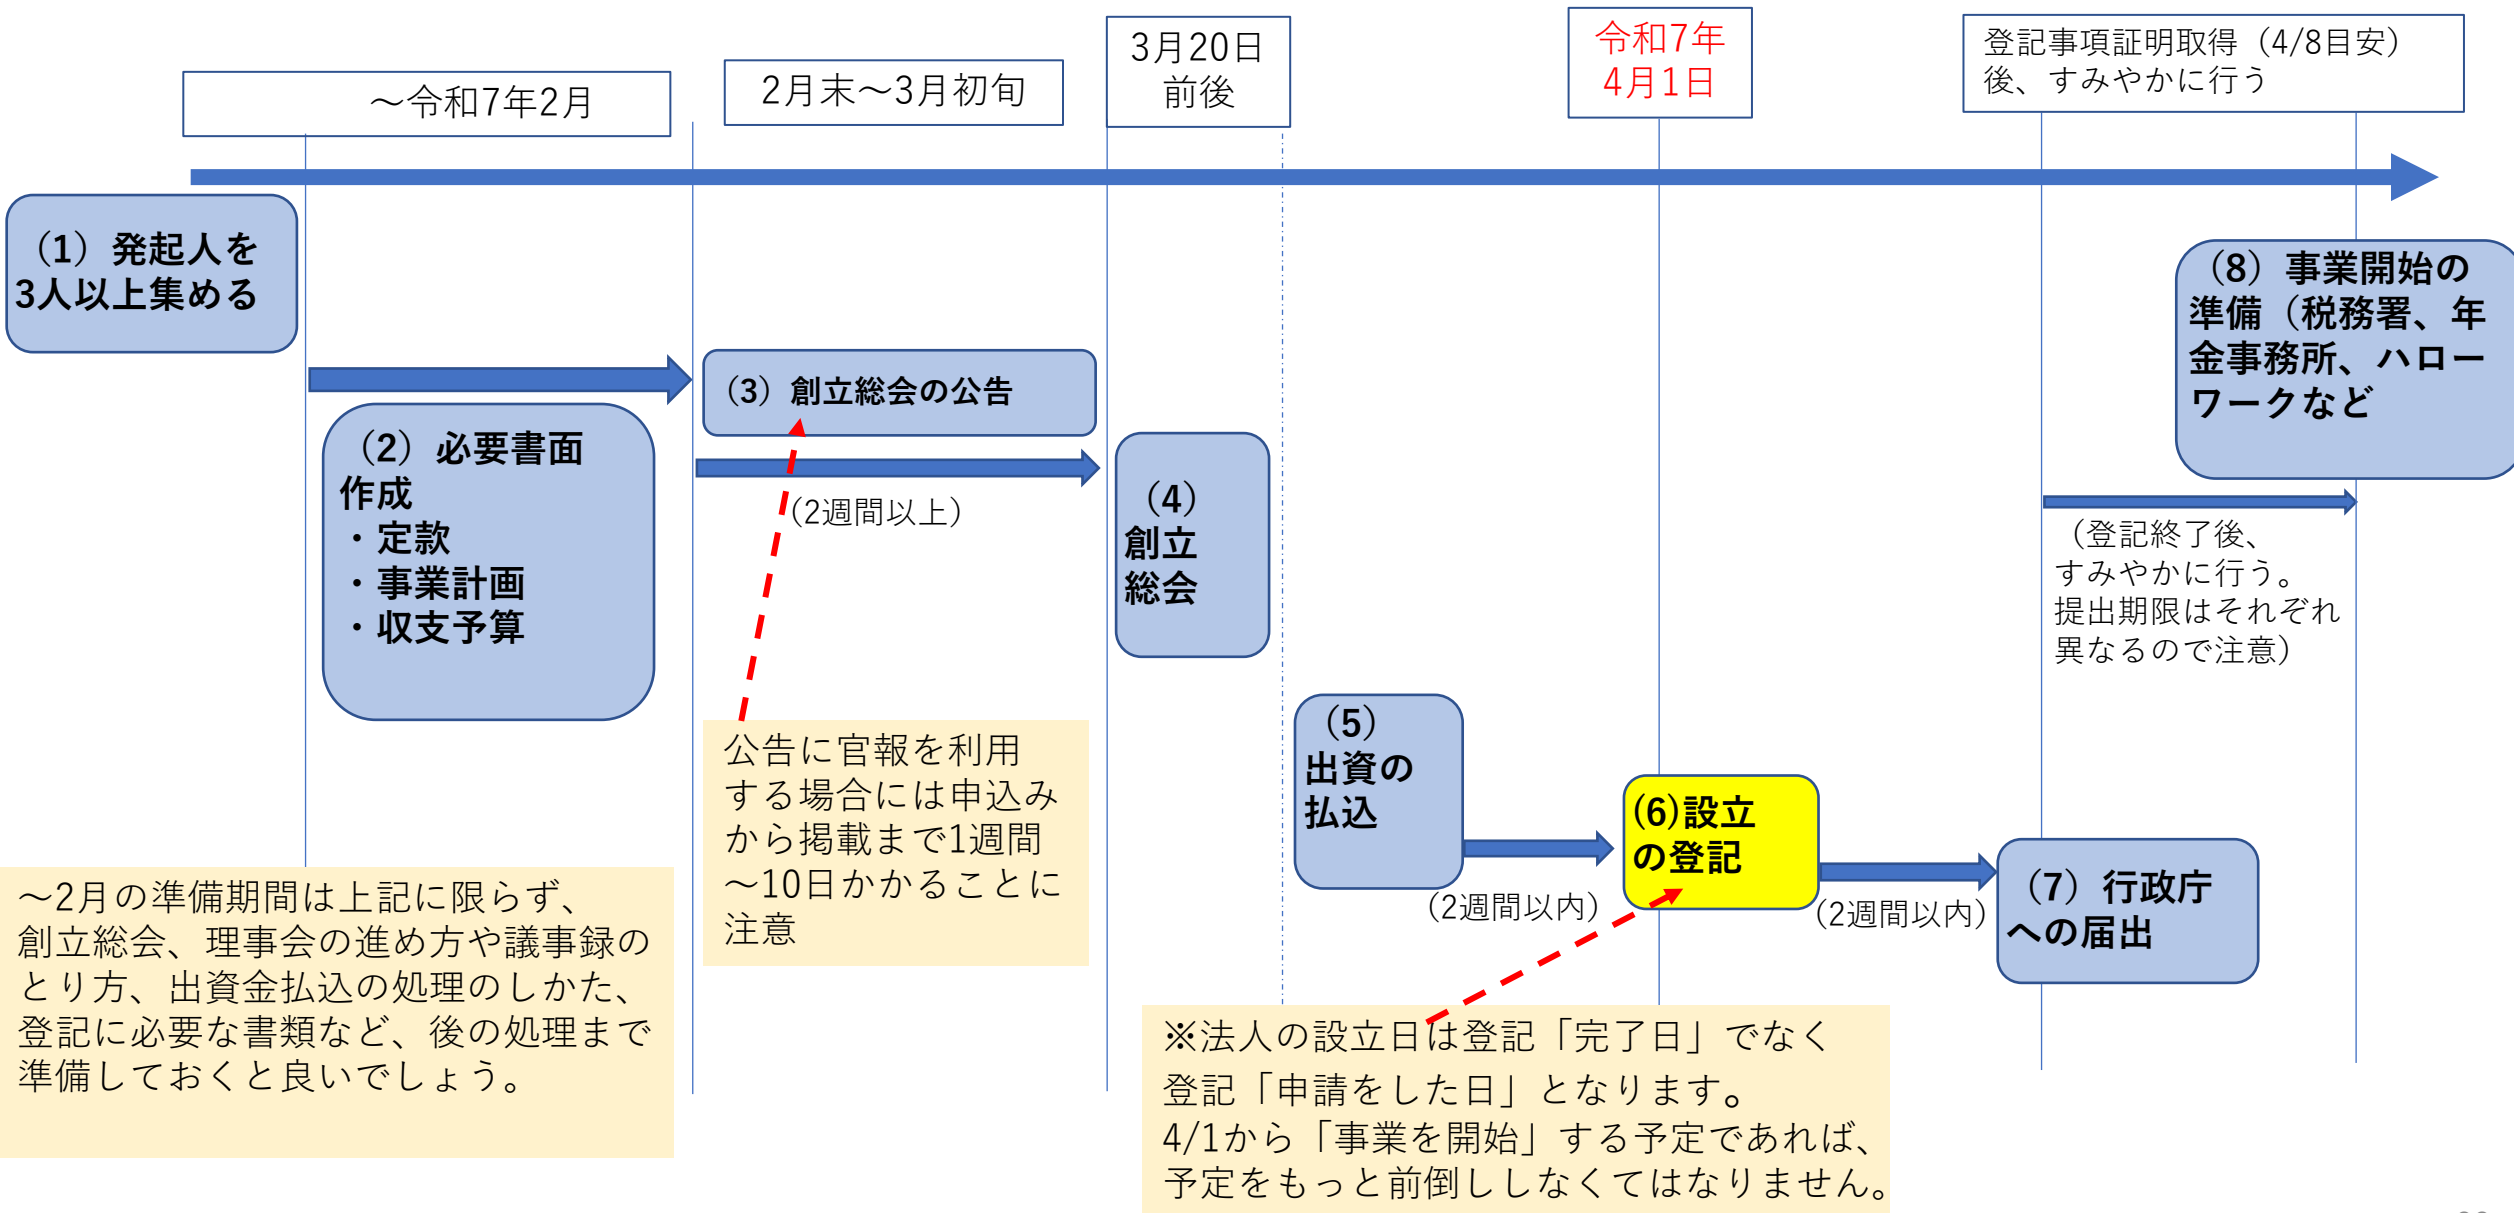 ～令和7年2月
2月末～3月初旬
3月20日
前後
令和7年
4月1日
登記事項証明取得（4/8目安）
後、すみやかに行う
（1）発起人を
3人以上集める
（2）必要書面
作成
・定款
・事業計画
・収支予算
（3）創立総会の公告
（2週間以上）
（4）
創立
総会
（5）
出資の
払込
（2週間以内）
(6)設立
の登記
（2週間以内）
（7）行政庁
への届出
（8）事業開始の
準備（税務署、年
金事務所、ハロー
ワークなど
（登記終了後、
すみやかに行う。
提出期限はそれぞれ
異なるので注意）
公告に官報を利用
する場合には申込み
から掲載まで1週間
～10日かかることに
注意
～2月の準備期間は上記に限らず、
創立総会、理事会の進め方や議事録の
とり方、出資金払込の処理のしかた、
登記に必要な書類など、後の処理まで
準備しておくと良いでしょう。
※法人の設立日は登記「完了日」でなく
登記「申請をした日」となります。
4/1から「事業を開始」する予定であれば、
予定をもっと前倒ししなくてはなりません。